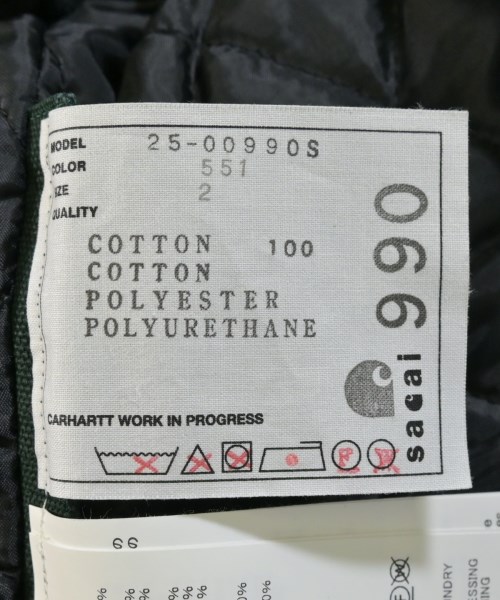 MODEL 25-00990S
COLOR 551
SIZE 2
QUALITY
COTTON 100
COTTON
POLYESTER
POLYURETHANE
CARHARTT WORK IN PROGRESS
990
sacai